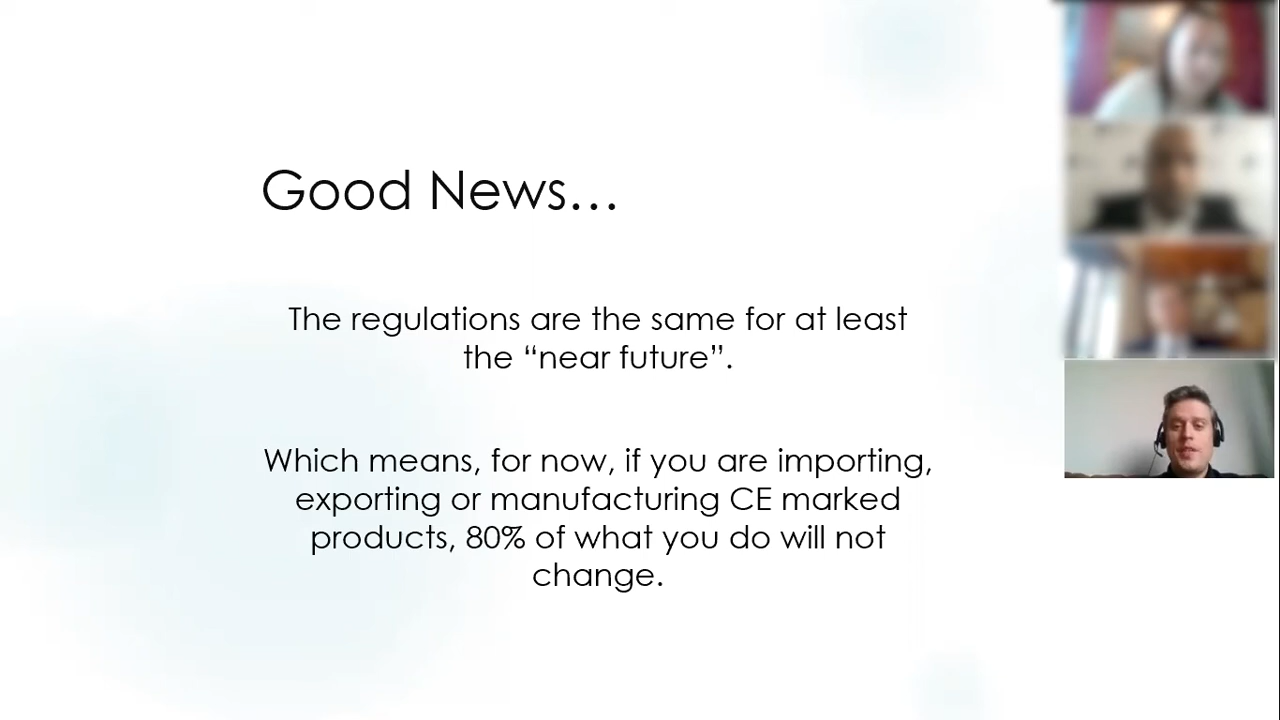 Good News…
The regulations are the same for at least
the “near future”.
Which means, for now, if you are importing,
exporting or manufacturing CE marked
products, 80% of what you do will not
change.